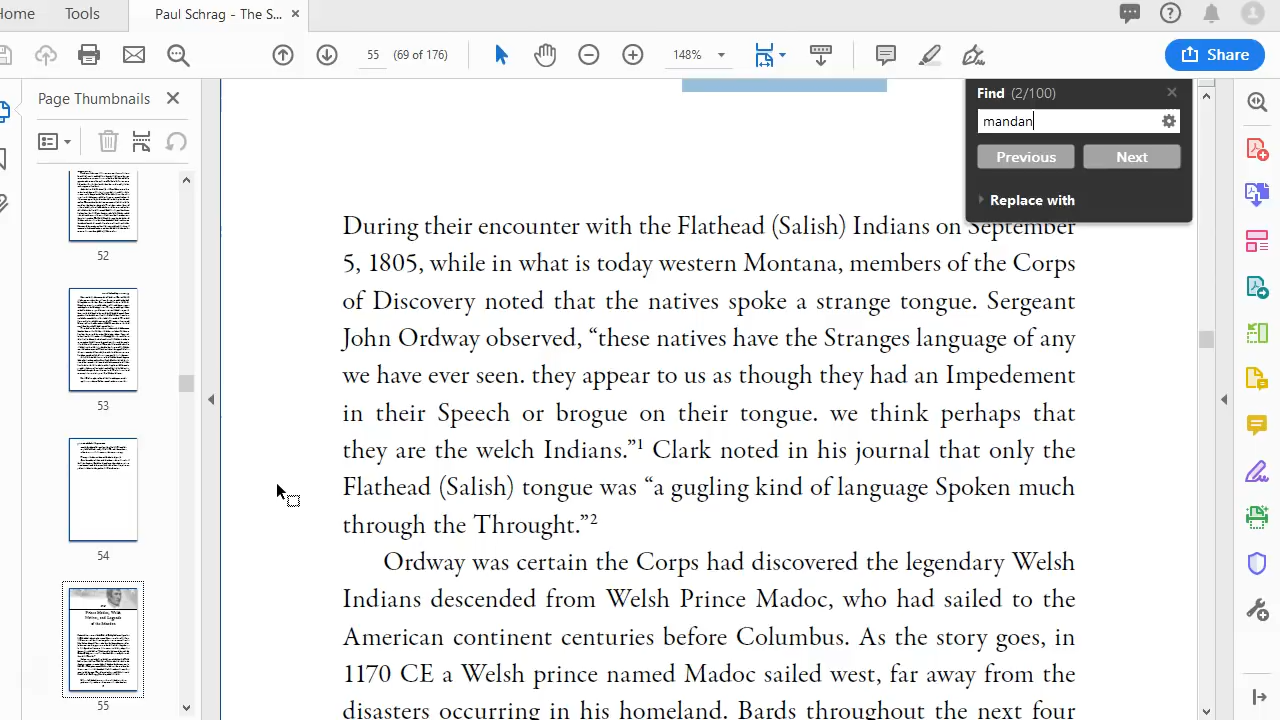 Home
Tools
Paul Schrag - The S...
55
(69 of 176)
148%
Share
Page Thumbnails
52
53
54
55
Find (2/100)
mandan
Previous
Next
Replace with
During their encounter with the Flathead (Salish) Indians on September
5, 1805, while in what is today western Montana, members of the Corps
of Discovery noted that the natives spoke a strange tongue. Sergeant
John Ordway observed, “these natives have the Stranges language of any
we have ever seen. they appear to us as though they had an Impedement
in their Speech or brogue on their tongue. we think perhaps that
they are the welch Indians.”1 Clark noted in his journal that only the
Flathead (Salish) tongue was “a gugling kind of language Spoken much
through the Throught.”2
Ordway was certain the Corps had discovered the legendary Welsh
Indians descended from Welsh Prince Madoc, who had sailed to the
American continent centuries before Columbus. As the story goes, in
1170 CE a Welsh prince named Madoc sailed west, far away from the
disasters occurring in his homeland. Bards throughout the next four